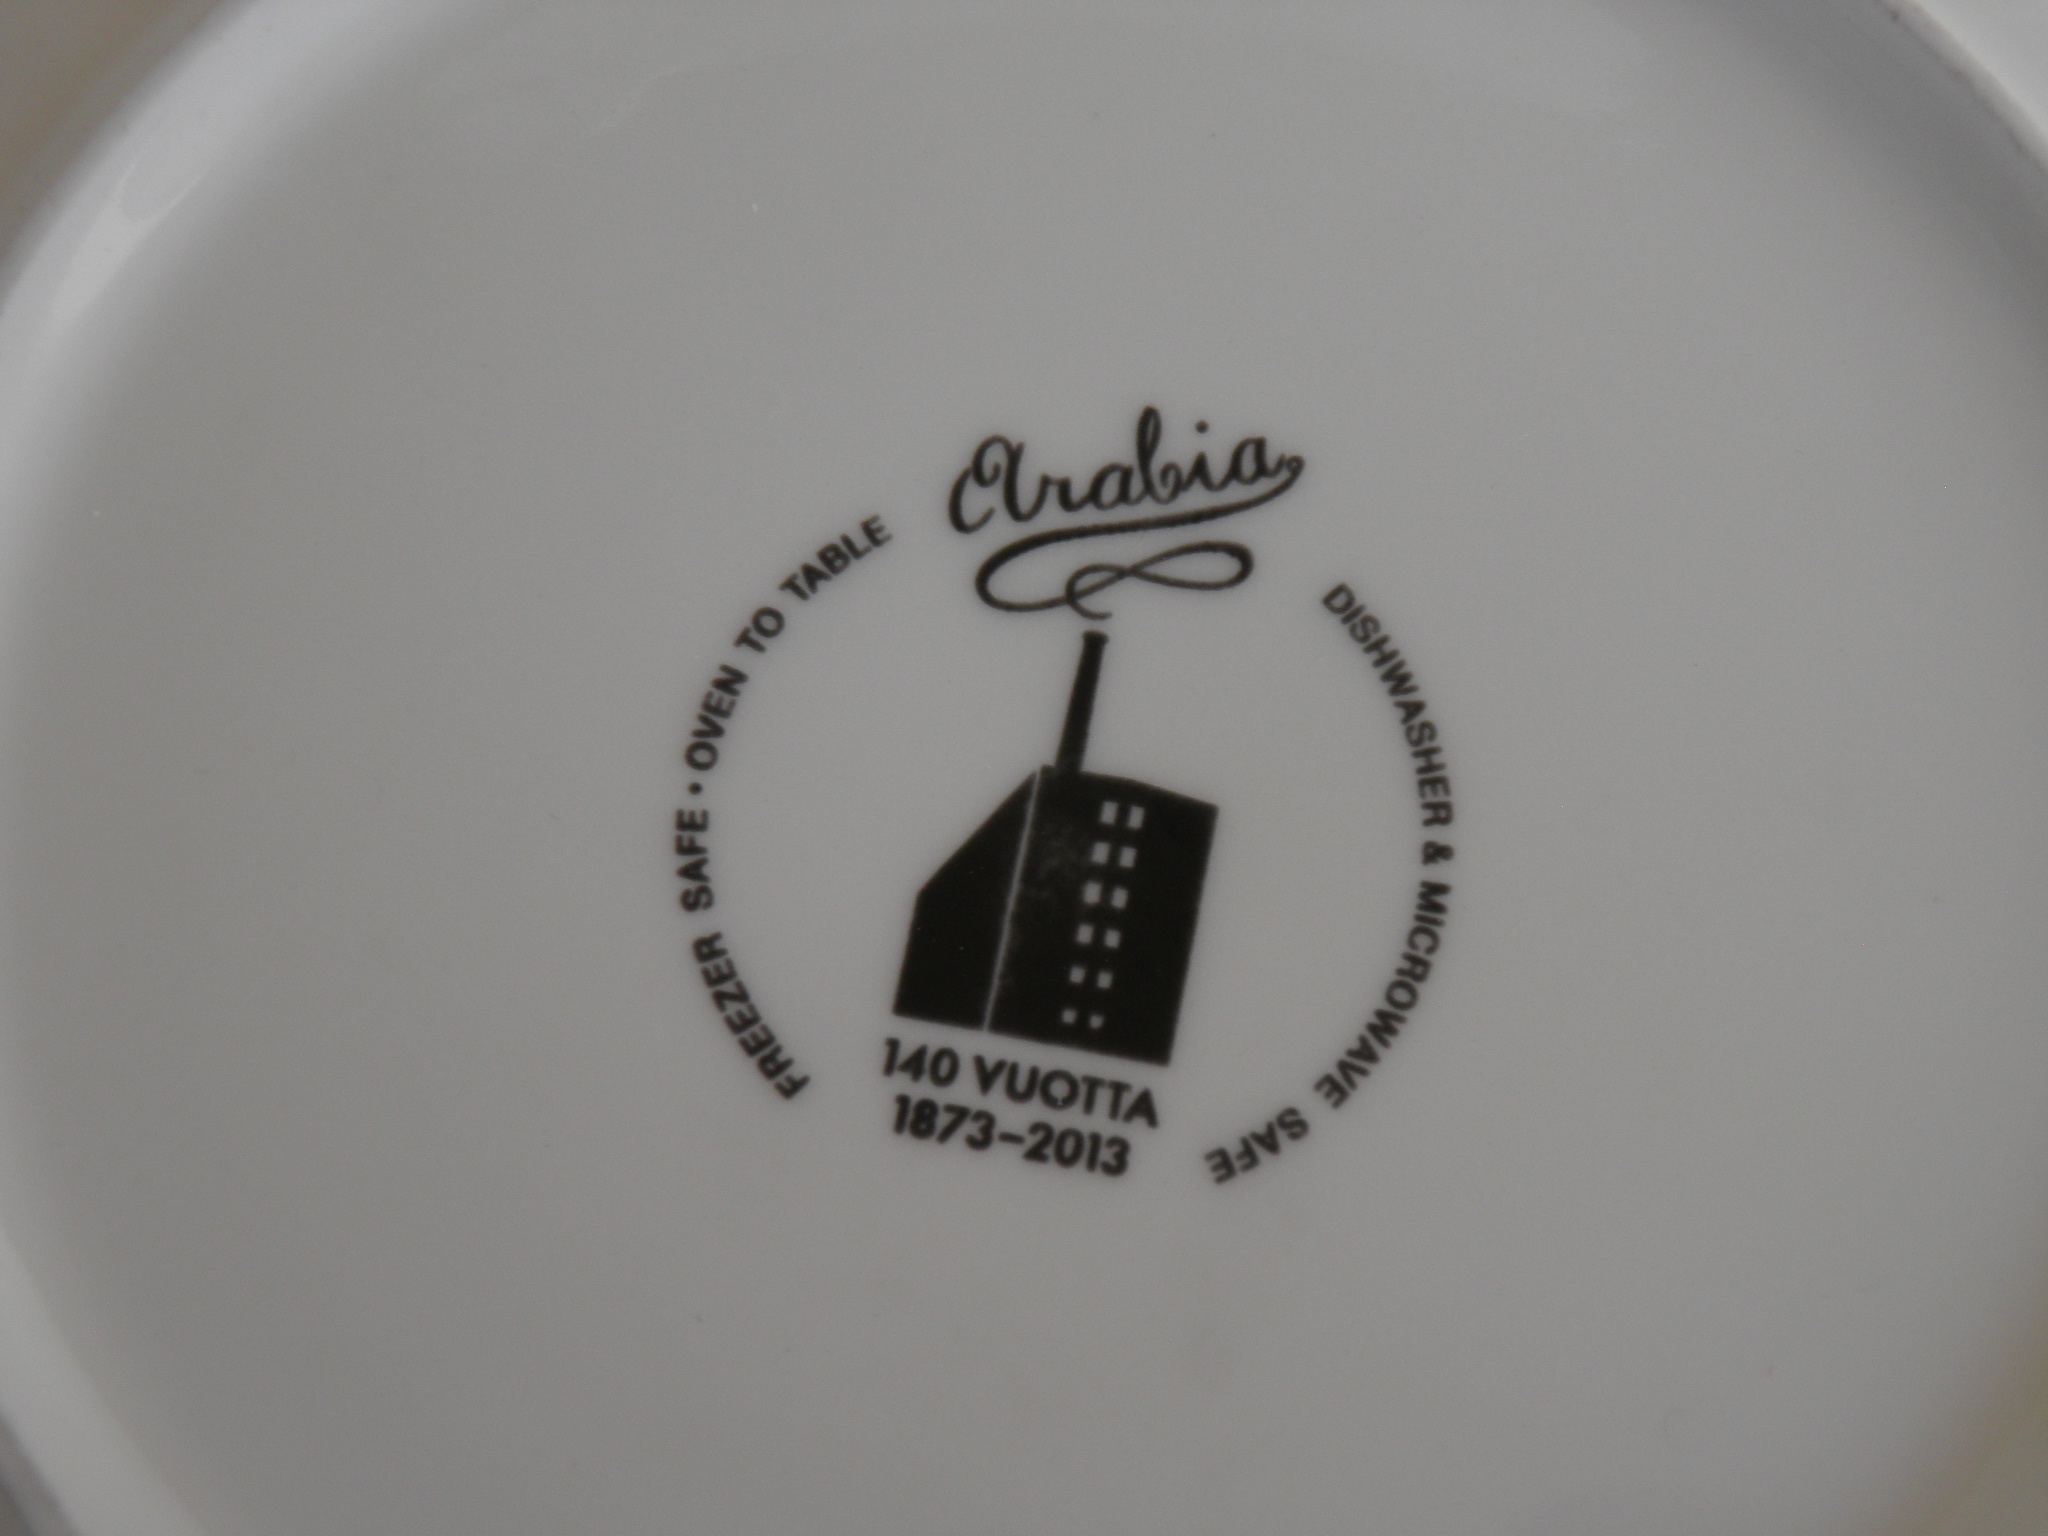 Arabia
FREEZER SAFE • OVEN TO TABLE
DISHWASHER & MICROWAVE SAFE
140 VUOTTA
1873-2013